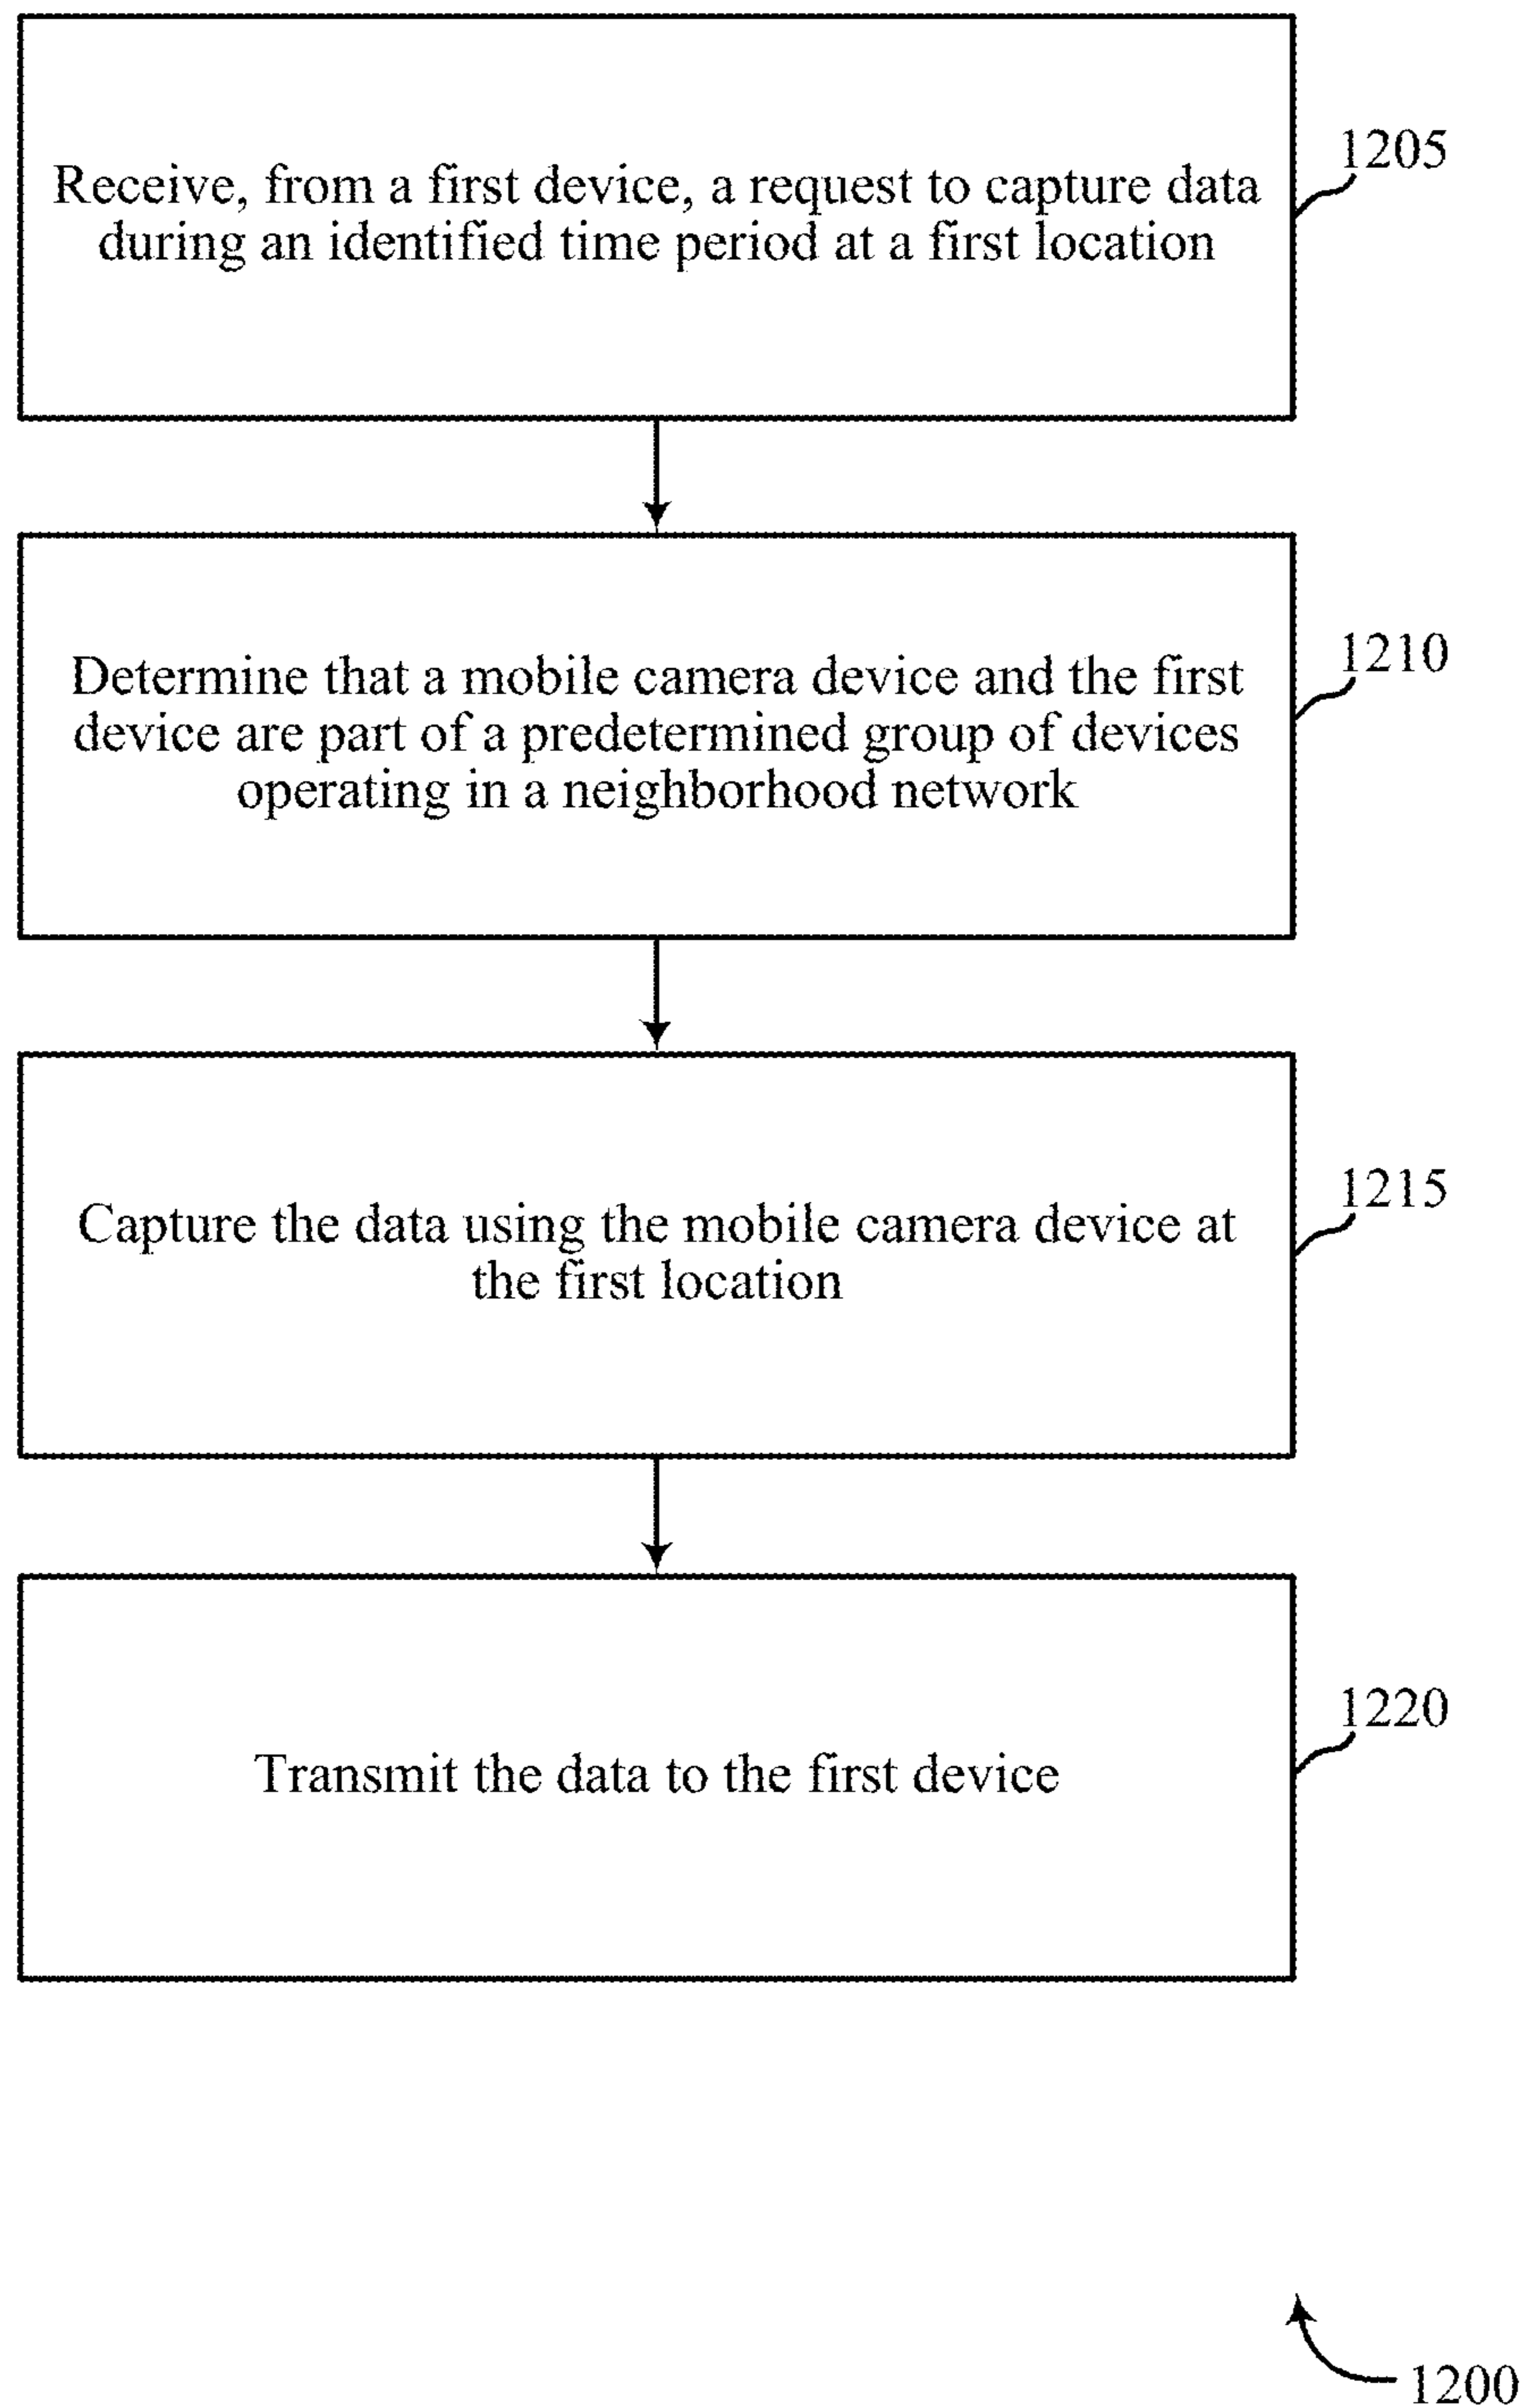 Receive, from a first device, a request to capture data
during an identified time period at a first location
1205
Determine that a mobile camera device and the first
device are part of a predetermined group of devices
operating in a neighborhood network
1210
Capture the data using the mobile camera device at
the first location
1215
Transmit the data to the first device
1220
1200